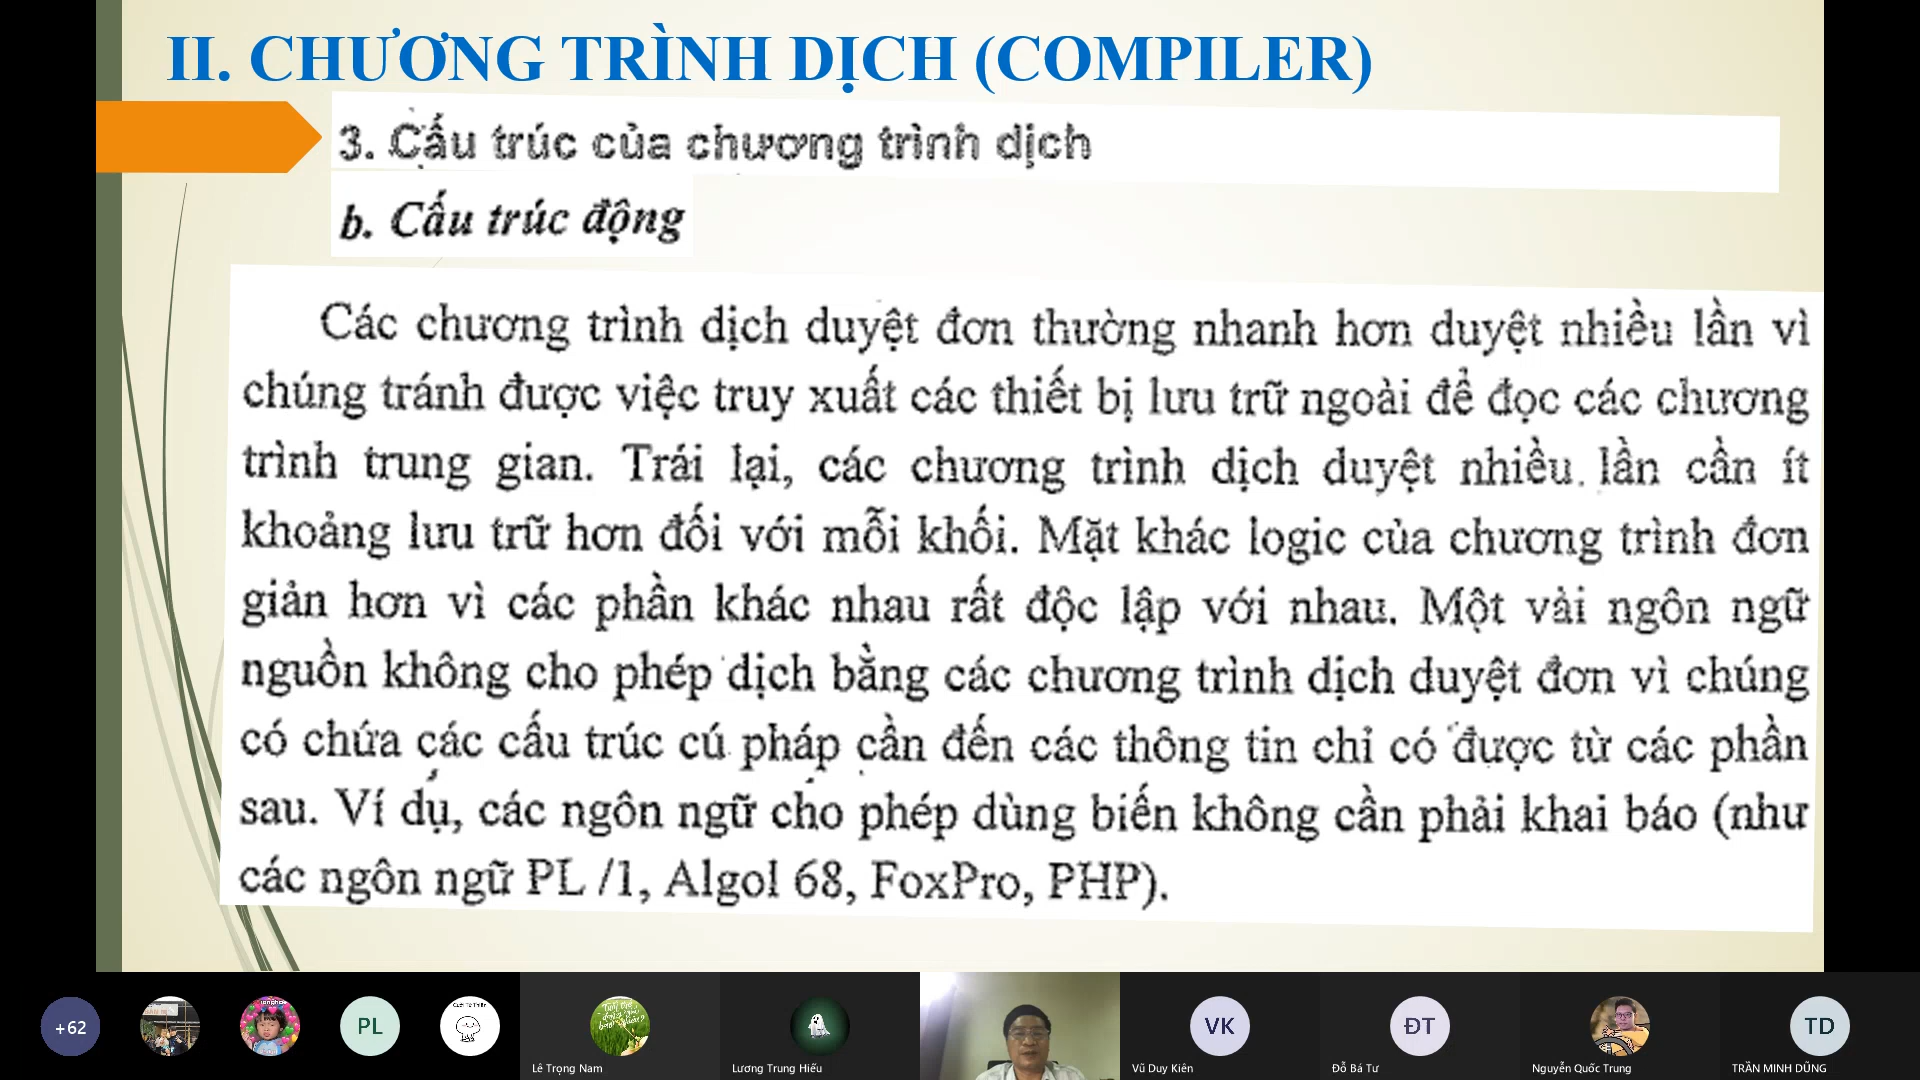 II. CHƯƠNG TRÌNH DỊCH (COMPILER)
3. Cấu trúc của chương trình dịch
b. Cấu trúc động
Các chương trình dịch duyệt đơn thường nhanh hơn duyệt nhiều lần vì
chúng tránh được việc truy xuất các thiết bị lưu trữ ngoài để đọc các chương
trình trung gian. Trái lại, các chương trình dịch duyệt nhiều lần cần ít
khoảng lưu trữ hơn đối với mỗi khối. Mặt khác logic của chương trình đơn
giản hơn vì các phần khác nhau rất độc lập với nhau. Một vài ngôn ngữ
nguồn không cho phép dịch bằng các chương trình dịch duyệt đơn vì chúng
có chứa các cấu trúc cú pháp cần đến các thông tin chỉ có được từ các phần
sau. Ví dụ, các ngôn ngữ cho phép dùng biến không cần phải khai báo (như
các ngôn ngữ PL /1, Algol 68, FoxPro, PHP).
+62
PL
VK
ĐT
TD
Lê Trọng Nam
Lương Trung Hiếu
Vũ Duy Kiên
Đỗ Bá Tư
Nguyễn Quốc Trung
TRẦN MINH DŨNG